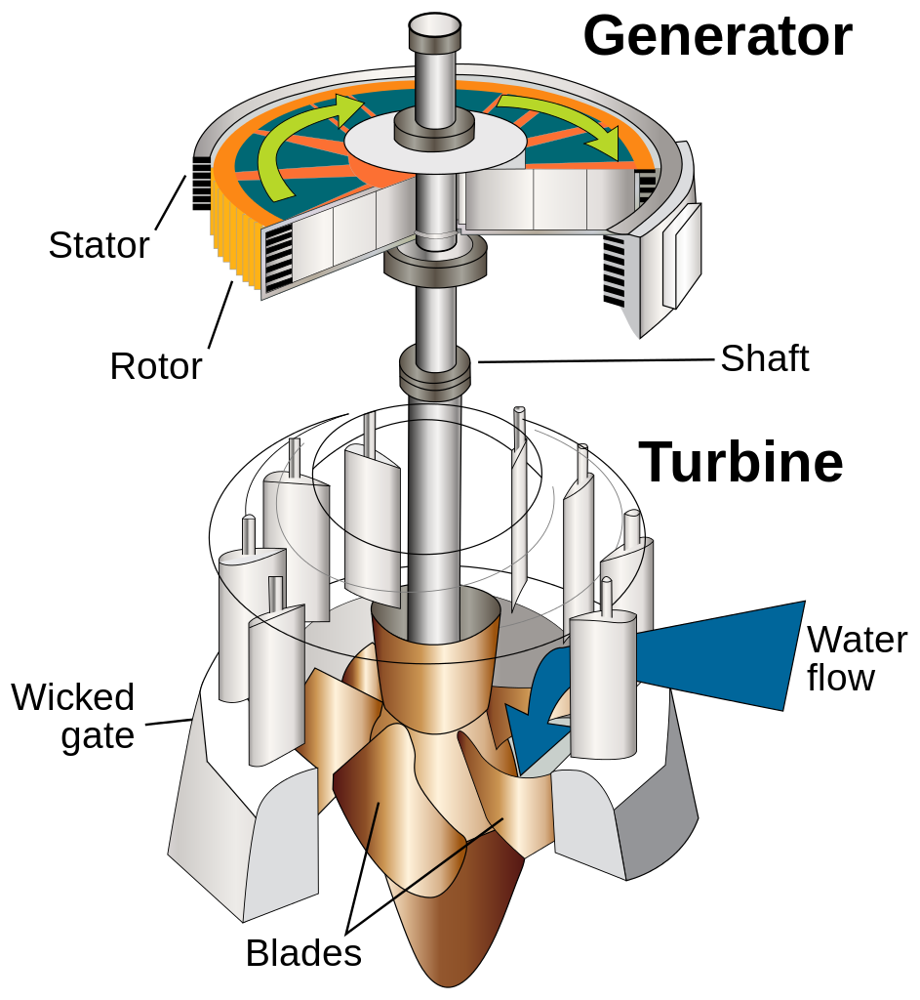 Generator
Stator
Rotor
Shaft
Turbine
Water
flow
Wicked
gate
Blades